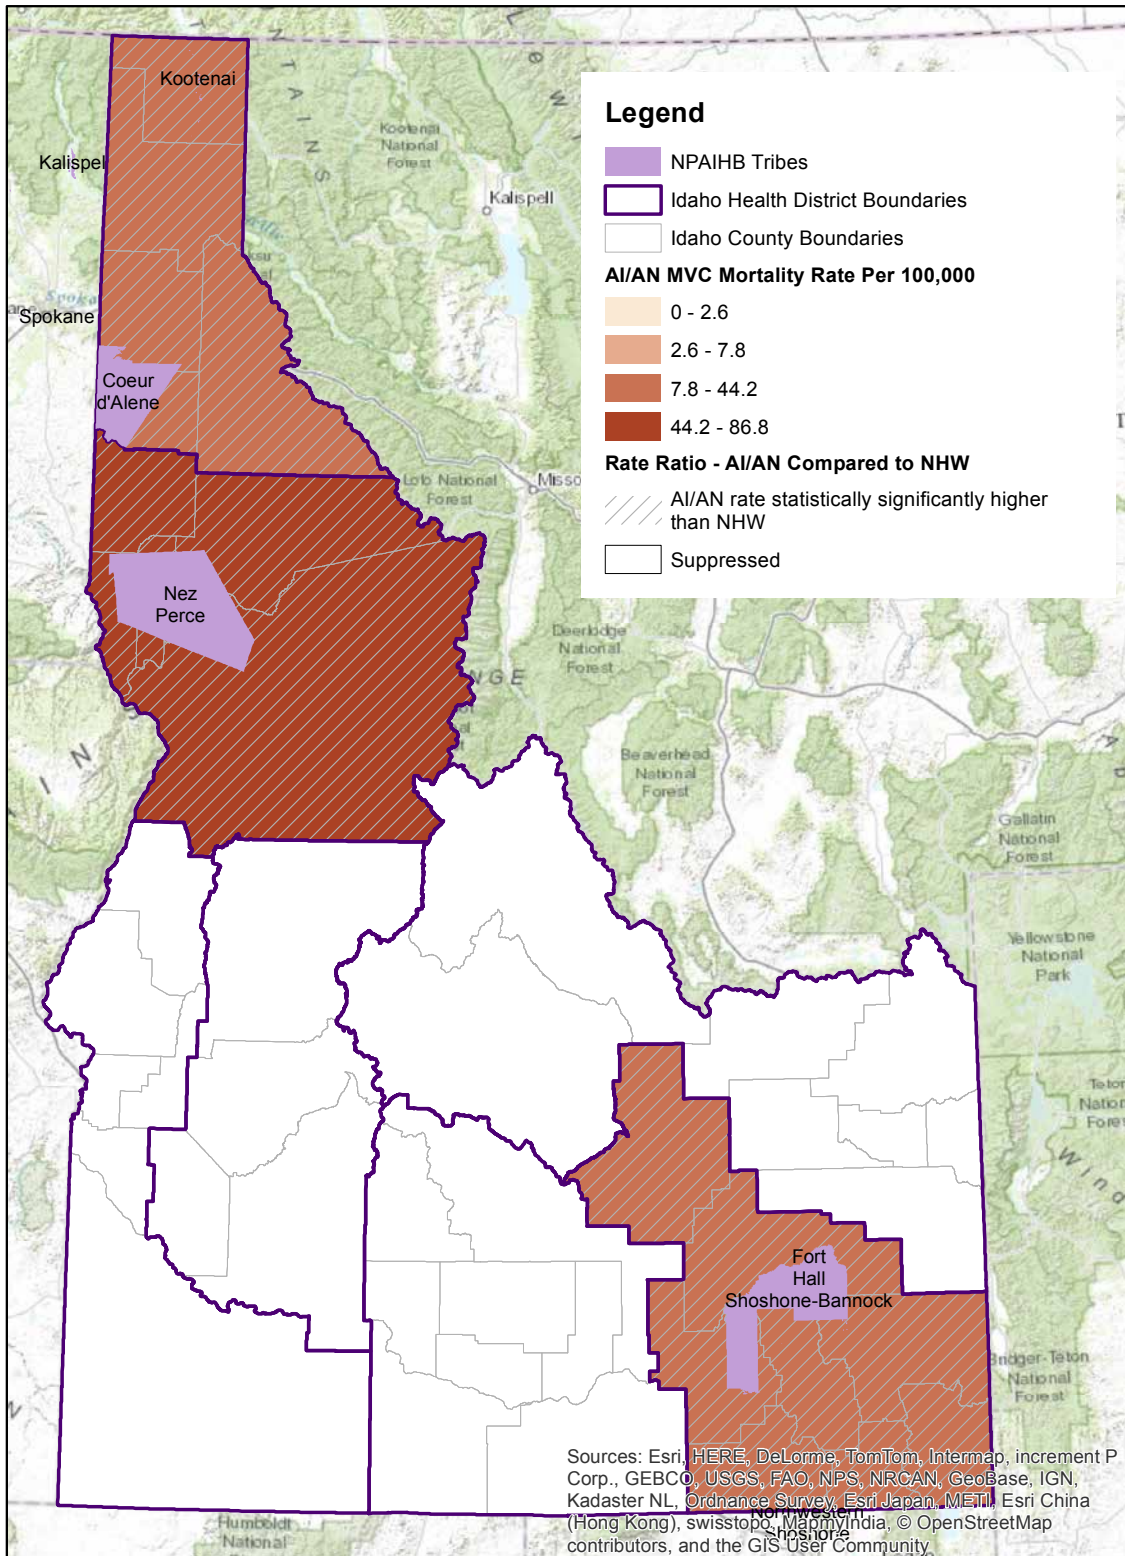 Kootenai
Kalispel
Spokane
Coeur
d'Alene
Nez
Perce
Fort
Hall
Shoshone-Bannock
Northwestern
Shoshone
Kootenai
National
Forest
Kalispell
Lolo National
Forest
Deerlodge
National
Forest
Beaverhead
National
Forest
Gallatin
National
Forest
Yellowstone
National
Park
Bridger-Teton
National
Forest
Humboldt
National
Legend
NPAIHB Tribes
Idaho Health District Boundaries
Idaho County Boundaries
AI/AN MVC Mortality Rate Per 100,000
0 - 2.6
2.6 - 7.8
7.8 - 44.2
44.2 - 86.8
Rate Ratio - AI/AN Compared to NHW
AI/AN rate statistically significantly higher
than NHW
Suppressed
Sources: Esri, HERE, DeLorme, TomTom, Intermap, increment P
Corp., GEBCO, USGS, FAO, NPS, NRCAN, GeoBase, IGN,
Kadaster NL, Ordnance Survey, Esri Japan, METI, Esri China
(Hong Kong), swisstopo, MapmyIndia, © OpenStreetMap
contributors, and the GIS User Community